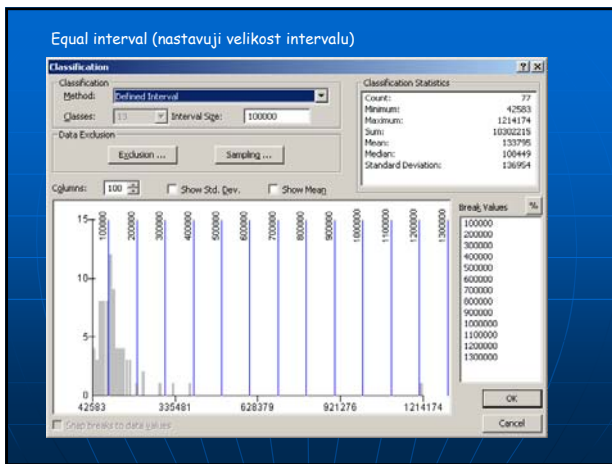 Equal interval (nastavuji velikost intervalu)
Classification
Classification
Method: Defined Interval
Classes: 13 Interval Size: 100000
Data Exclusion
Exclusion ... Sampling ...
Classification Statistics
Count: 77
Minimum: 42583
Maximum: 1214174
Sum: 10302215
Mean: 133795
Median: 108449
Standard Deviation: 136954
Columns: 100 Show Std. Dev. Show Mean
Break Values %
100000
200000
300000
400000
500000
600000
700000
800000
900000
1000000
1100000
1200000
1300000
100000 200000 300000 400000 500000 600000 700000 800000 900000 1000000 1100000 1200000 1300000
15
10
5
0
42583 335481 628379 921276 1214174
Snap breaks to data values
OK
Cancel